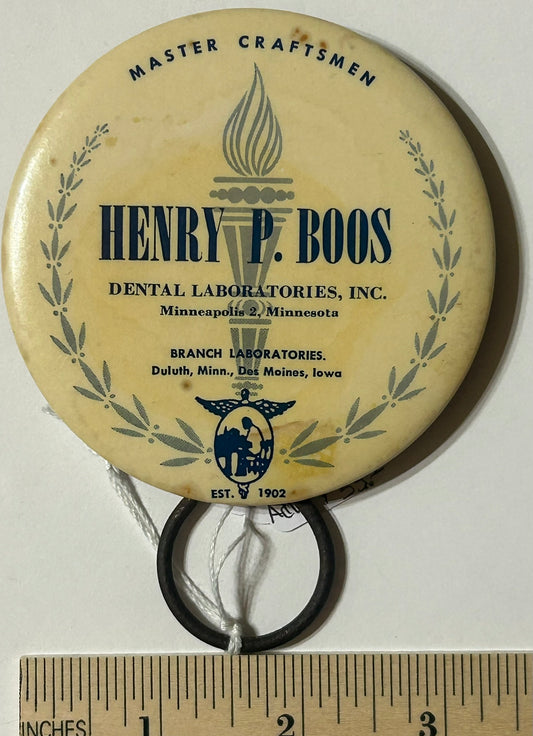 MASTER CRAFTSMEN
HENRY P. BOOS
DENTAL LABORATORIES, INC.
Minneapolis 2, Minnesota
BRANCH LABORATORIES.
Duluth, Minn., Des Moines, Iowa
EST. 1902
INCHES 1 2 3